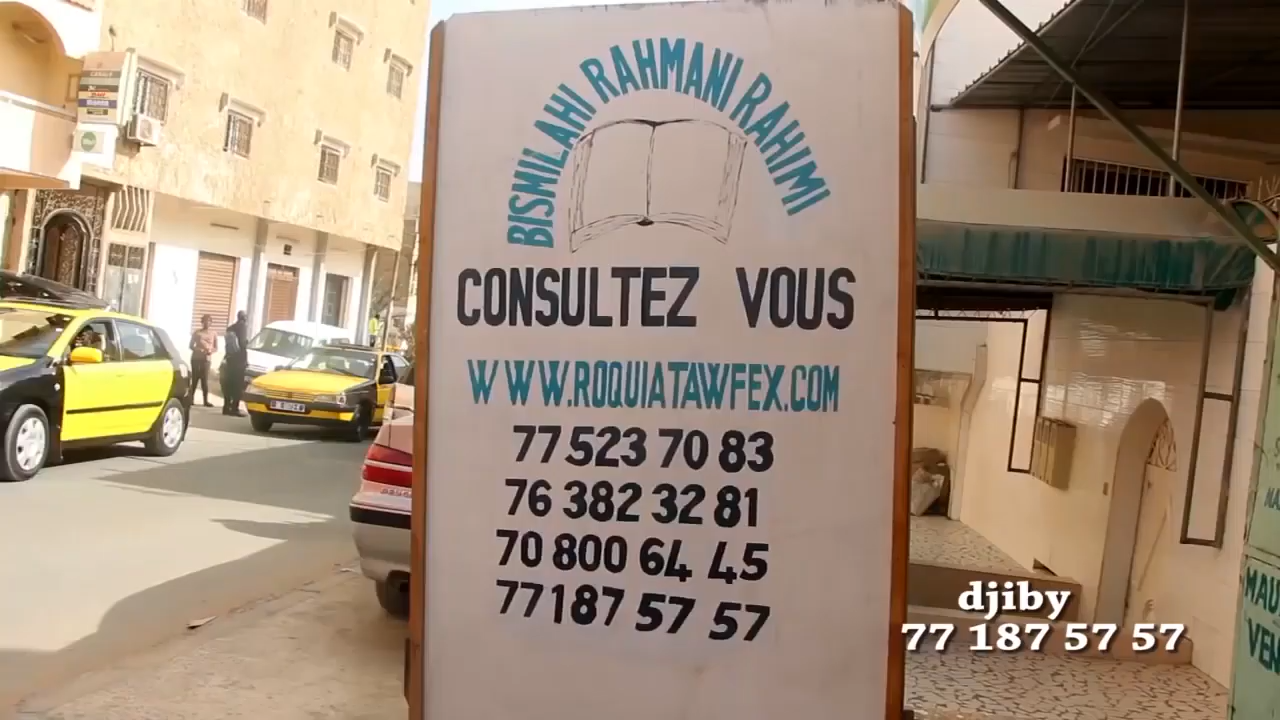 BISMILAHI RAHMANI RAHIMI
CONSULTEZ VOUS
WWW.ROQUIATAWFEX.COM
77 523 70 83
76 382 32 81
70 800 64 45
77 187 57 57
djiby
77 187 57 57